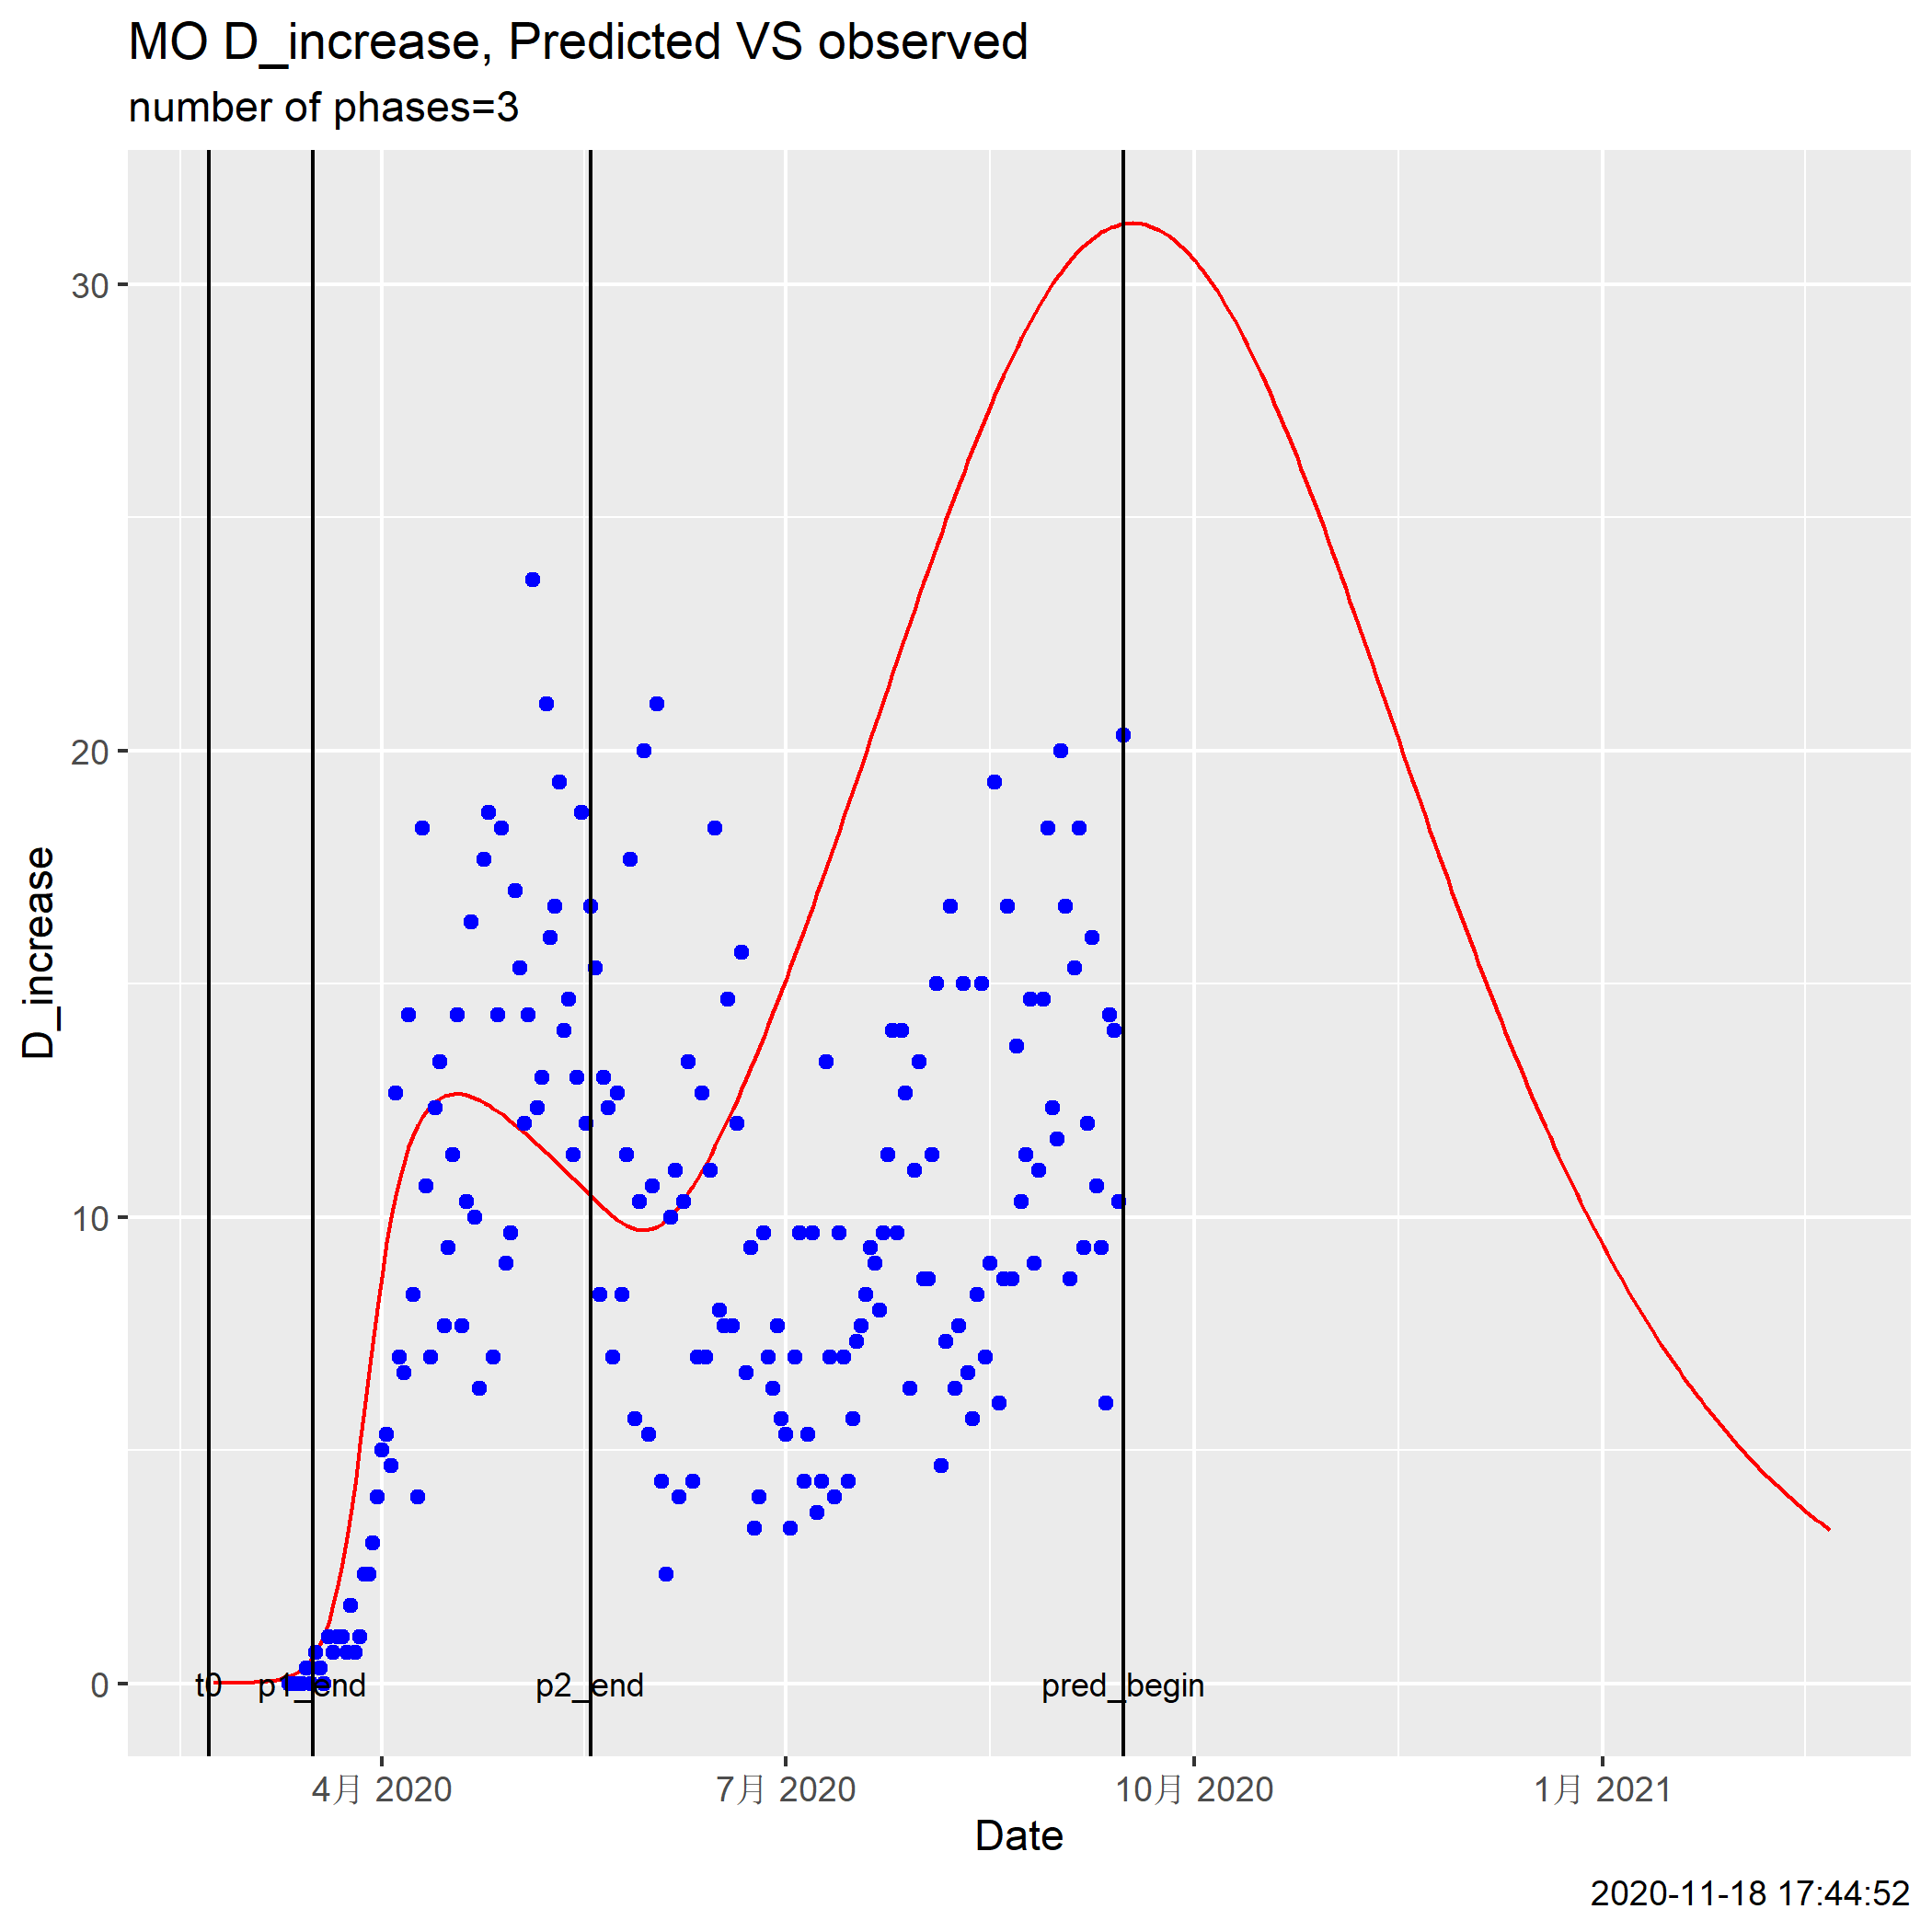 MO D_increase, Predicted VS observed
number of phases=3
30
20
10
0
D_increase
t0
p1_end
p2_end
pred_begin
4月 2020
7月 2020
10月 2020
1月 2021
Date
2020-11-18 17:44:52